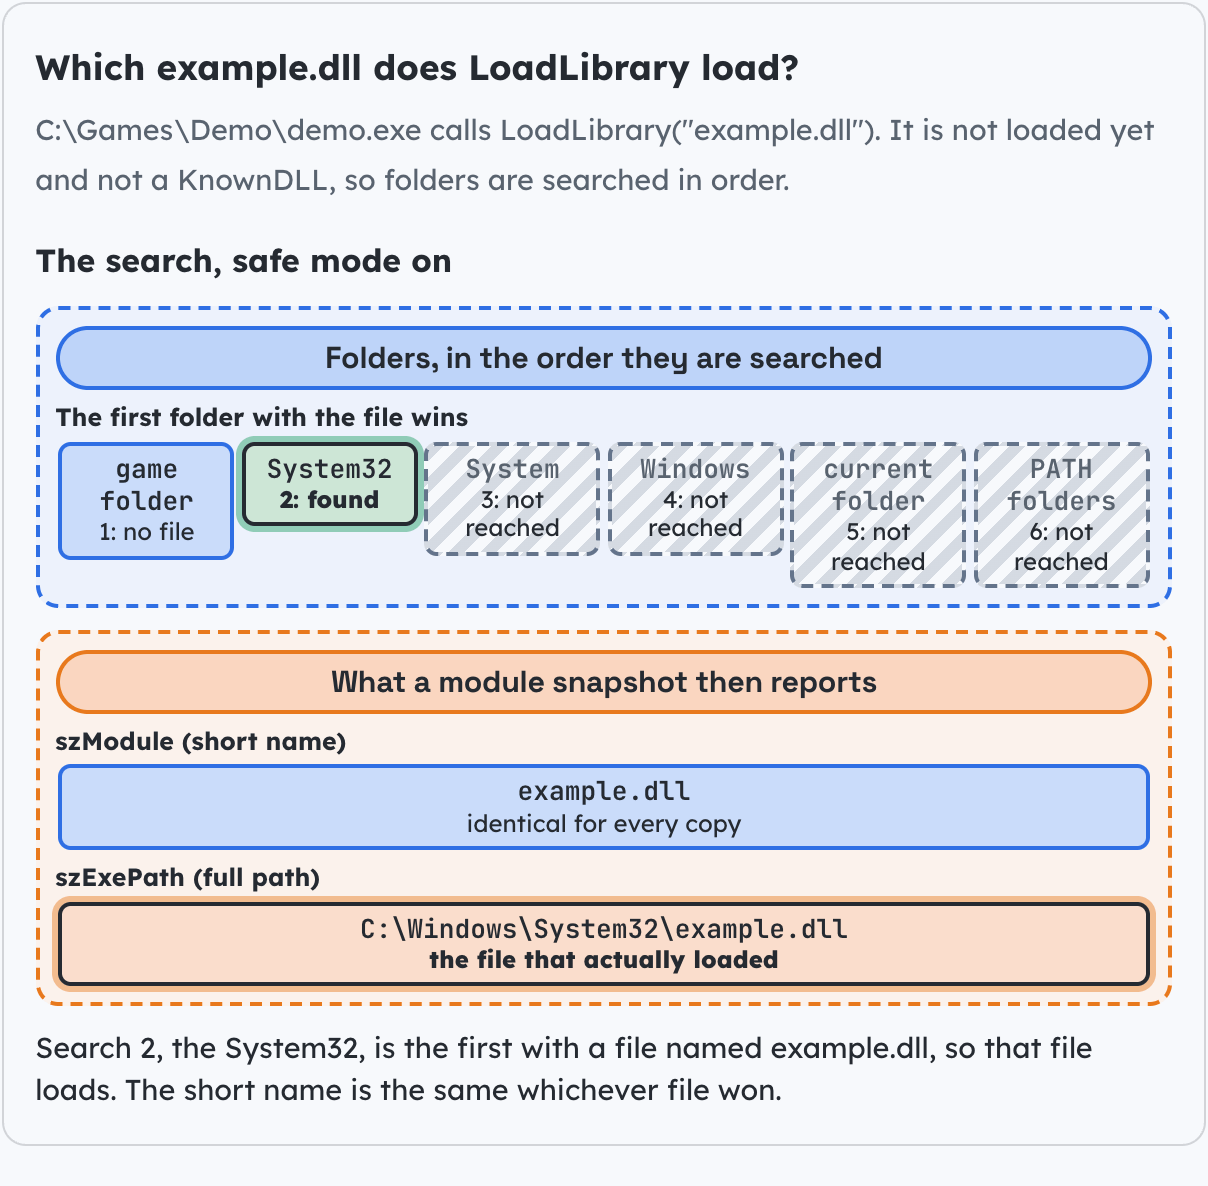 Which example.dll does LoadLibrary load?
C:\Games\Demo\demo.exe calls LoadLibrary("example.dll"). It is not loaded yet
and not a KnownDLL, so folders are searched in order.
The search, safe mode on
Folders, in the order they are searched
The first folder with the file wins
game
folder
1: no file
System32
2: found
System
3: not
reached
Windows
4: not
reached
current
folder
5: not
reached
PATH
folders
6: not
reached
What a module snapshot then reports
szModule (short name)
example.dll
identical for every copy
szExePath (full path)
C:\Windows\System32\example.dll
the file that actually loaded
Search 2, the System32, is the first with a file named example.dll, so that file
loads. The short name is the same whichever file won.